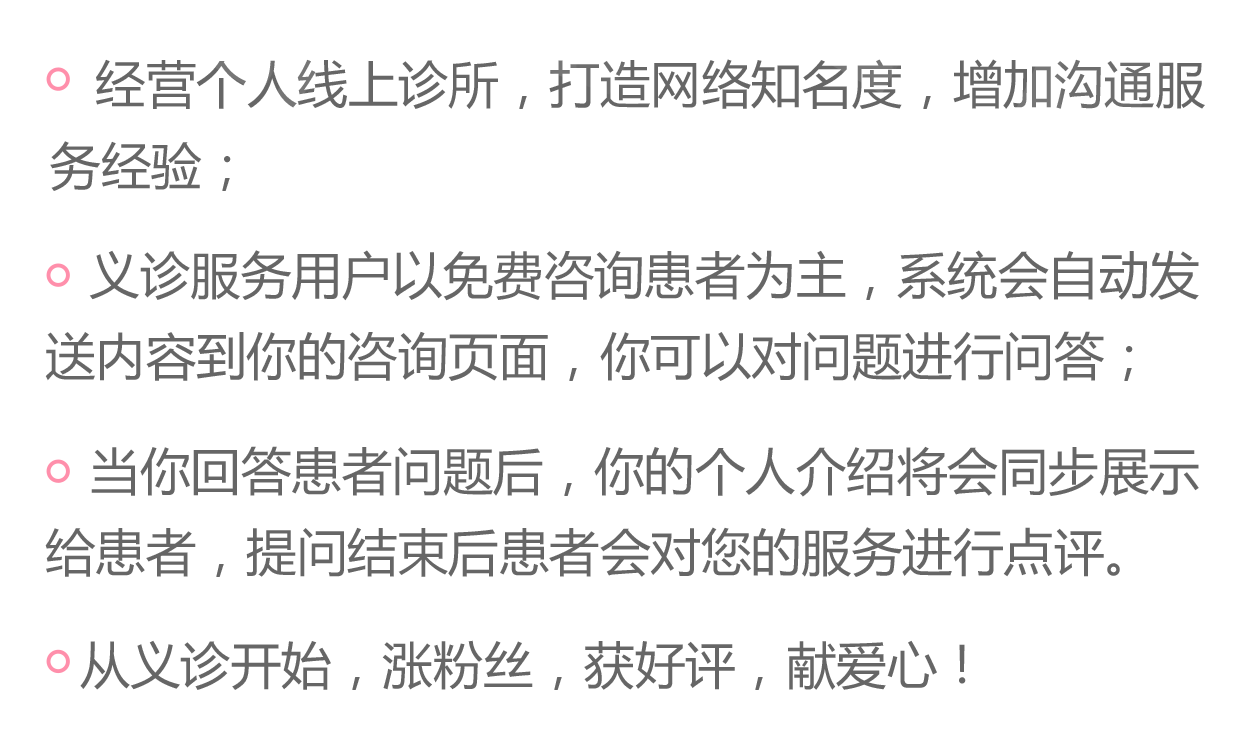 经营个人线上诊所，打造网络知名度，增加沟通服
务经验；
义诊服务用户以免费咨询患者为主，系统会自动发
送内容到你的咨询页面，你可以对问题进行问答；
当你回答患者问题后，你的个人介绍将会同步展示
给患者，提问结束后患者会对您的服务进行点评。
从义诊开始，涨粉丝，获好评，献爱心！